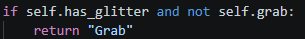 if self.has_glitter and not self.grab:
    return "Grab"